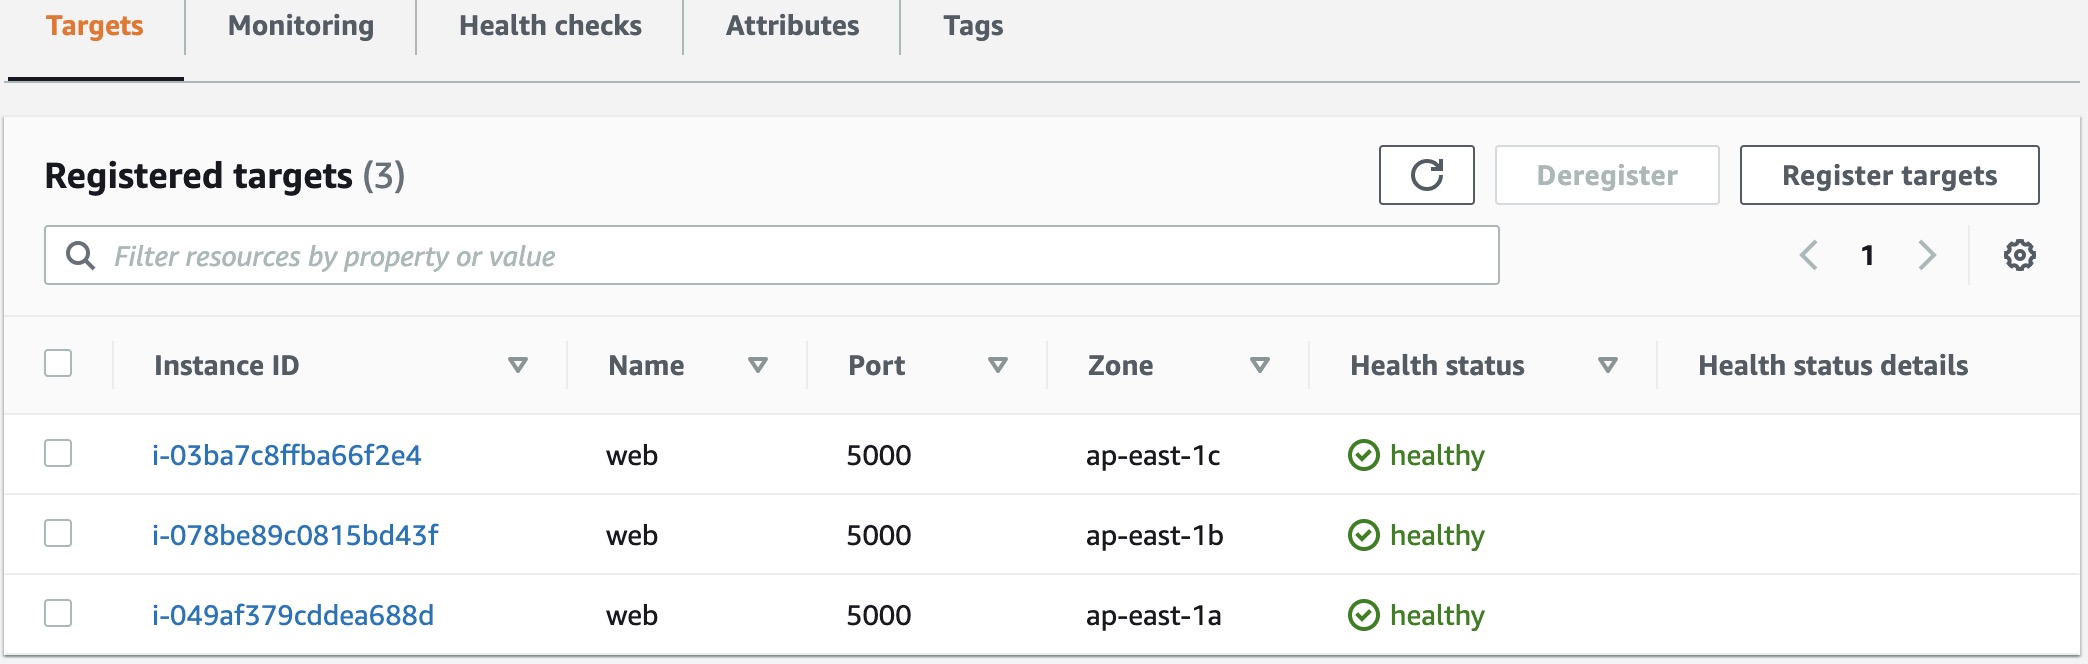 Targets Monitoring Health checks Attributes Tags
Registered targets (3) Deregister Register targets
Filter resources by property or value 1
Instance ID Name Port Zone Health status Health status details
i-03ba7c8ffba66f2e4 web 5000 ap-east-1c healthy
i-078be89c0815bd43f web 5000 ap-east-1b healthy
i-049af379cddea688d web 5000 ap-east-1a healthy